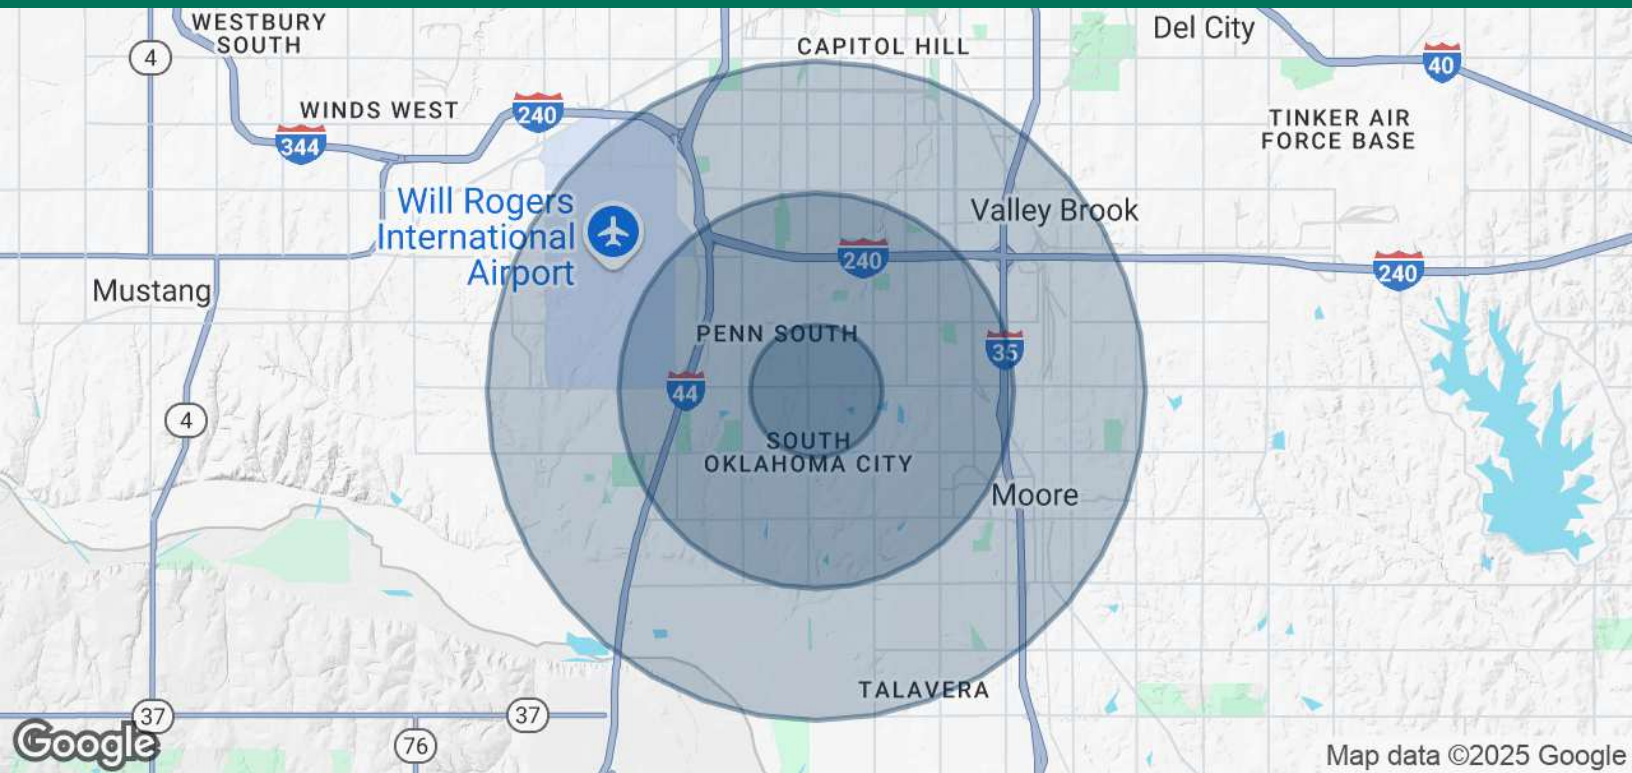 WESTBURY
SOUTH
4
CAPITOL HILL
Del City
40
WINDS WEST
240
344
TINKER AIR
FORCE BASE
Will Rogers
International
Airport
Valley Brook
240
240
Mustang
PENN SOUTH
35
44
4
SOUTH
OKLAHOMA CITY
Moore
TALAVERA
37
37
76
Google
Map data ©2025 Google